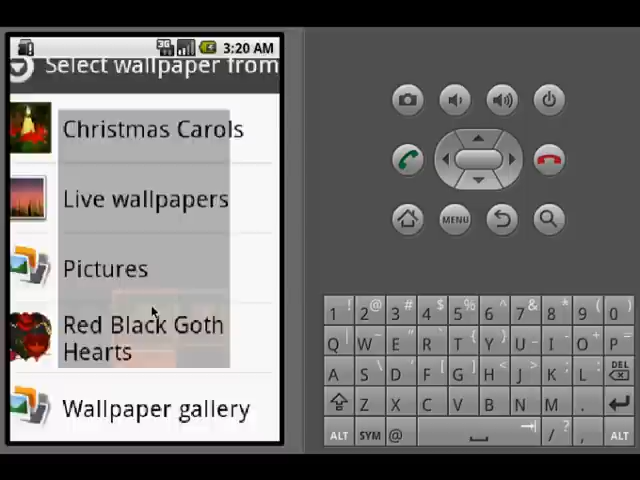 3G 3:20 AM
Select wallpaper from
Christmas Carols
Live wallpapers
Pictures
Red Black Goth
Hearts
Wallpaper gallery
MENU
1 ! 2 @ 3 # 4 $ 5 % 6 ^ 7 & 8 * 9 ( 0 )
Q W E R T Y U I O P
A S D F G H J K L DEL
Z X C V B N M .
ALT SYM @ / ? , ALT